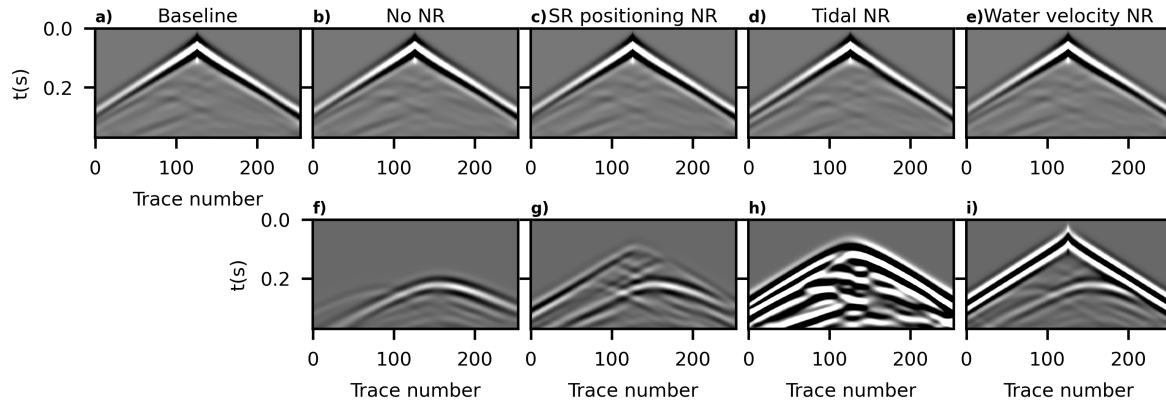 a) Baseline b) No NR c) SR positioning NR d) Tidal NR e) Water velocity NR
0.0
0.2
t(s)
0 100 200 0 100 200 0 100 200 0 100 200 0 100 200
Trace number
f) g) h) i)
0.0
0.2
t(s)
0 100 200 0 100 200 0 100 200 0 100 200
Trace number Trace number Trace number Trace number